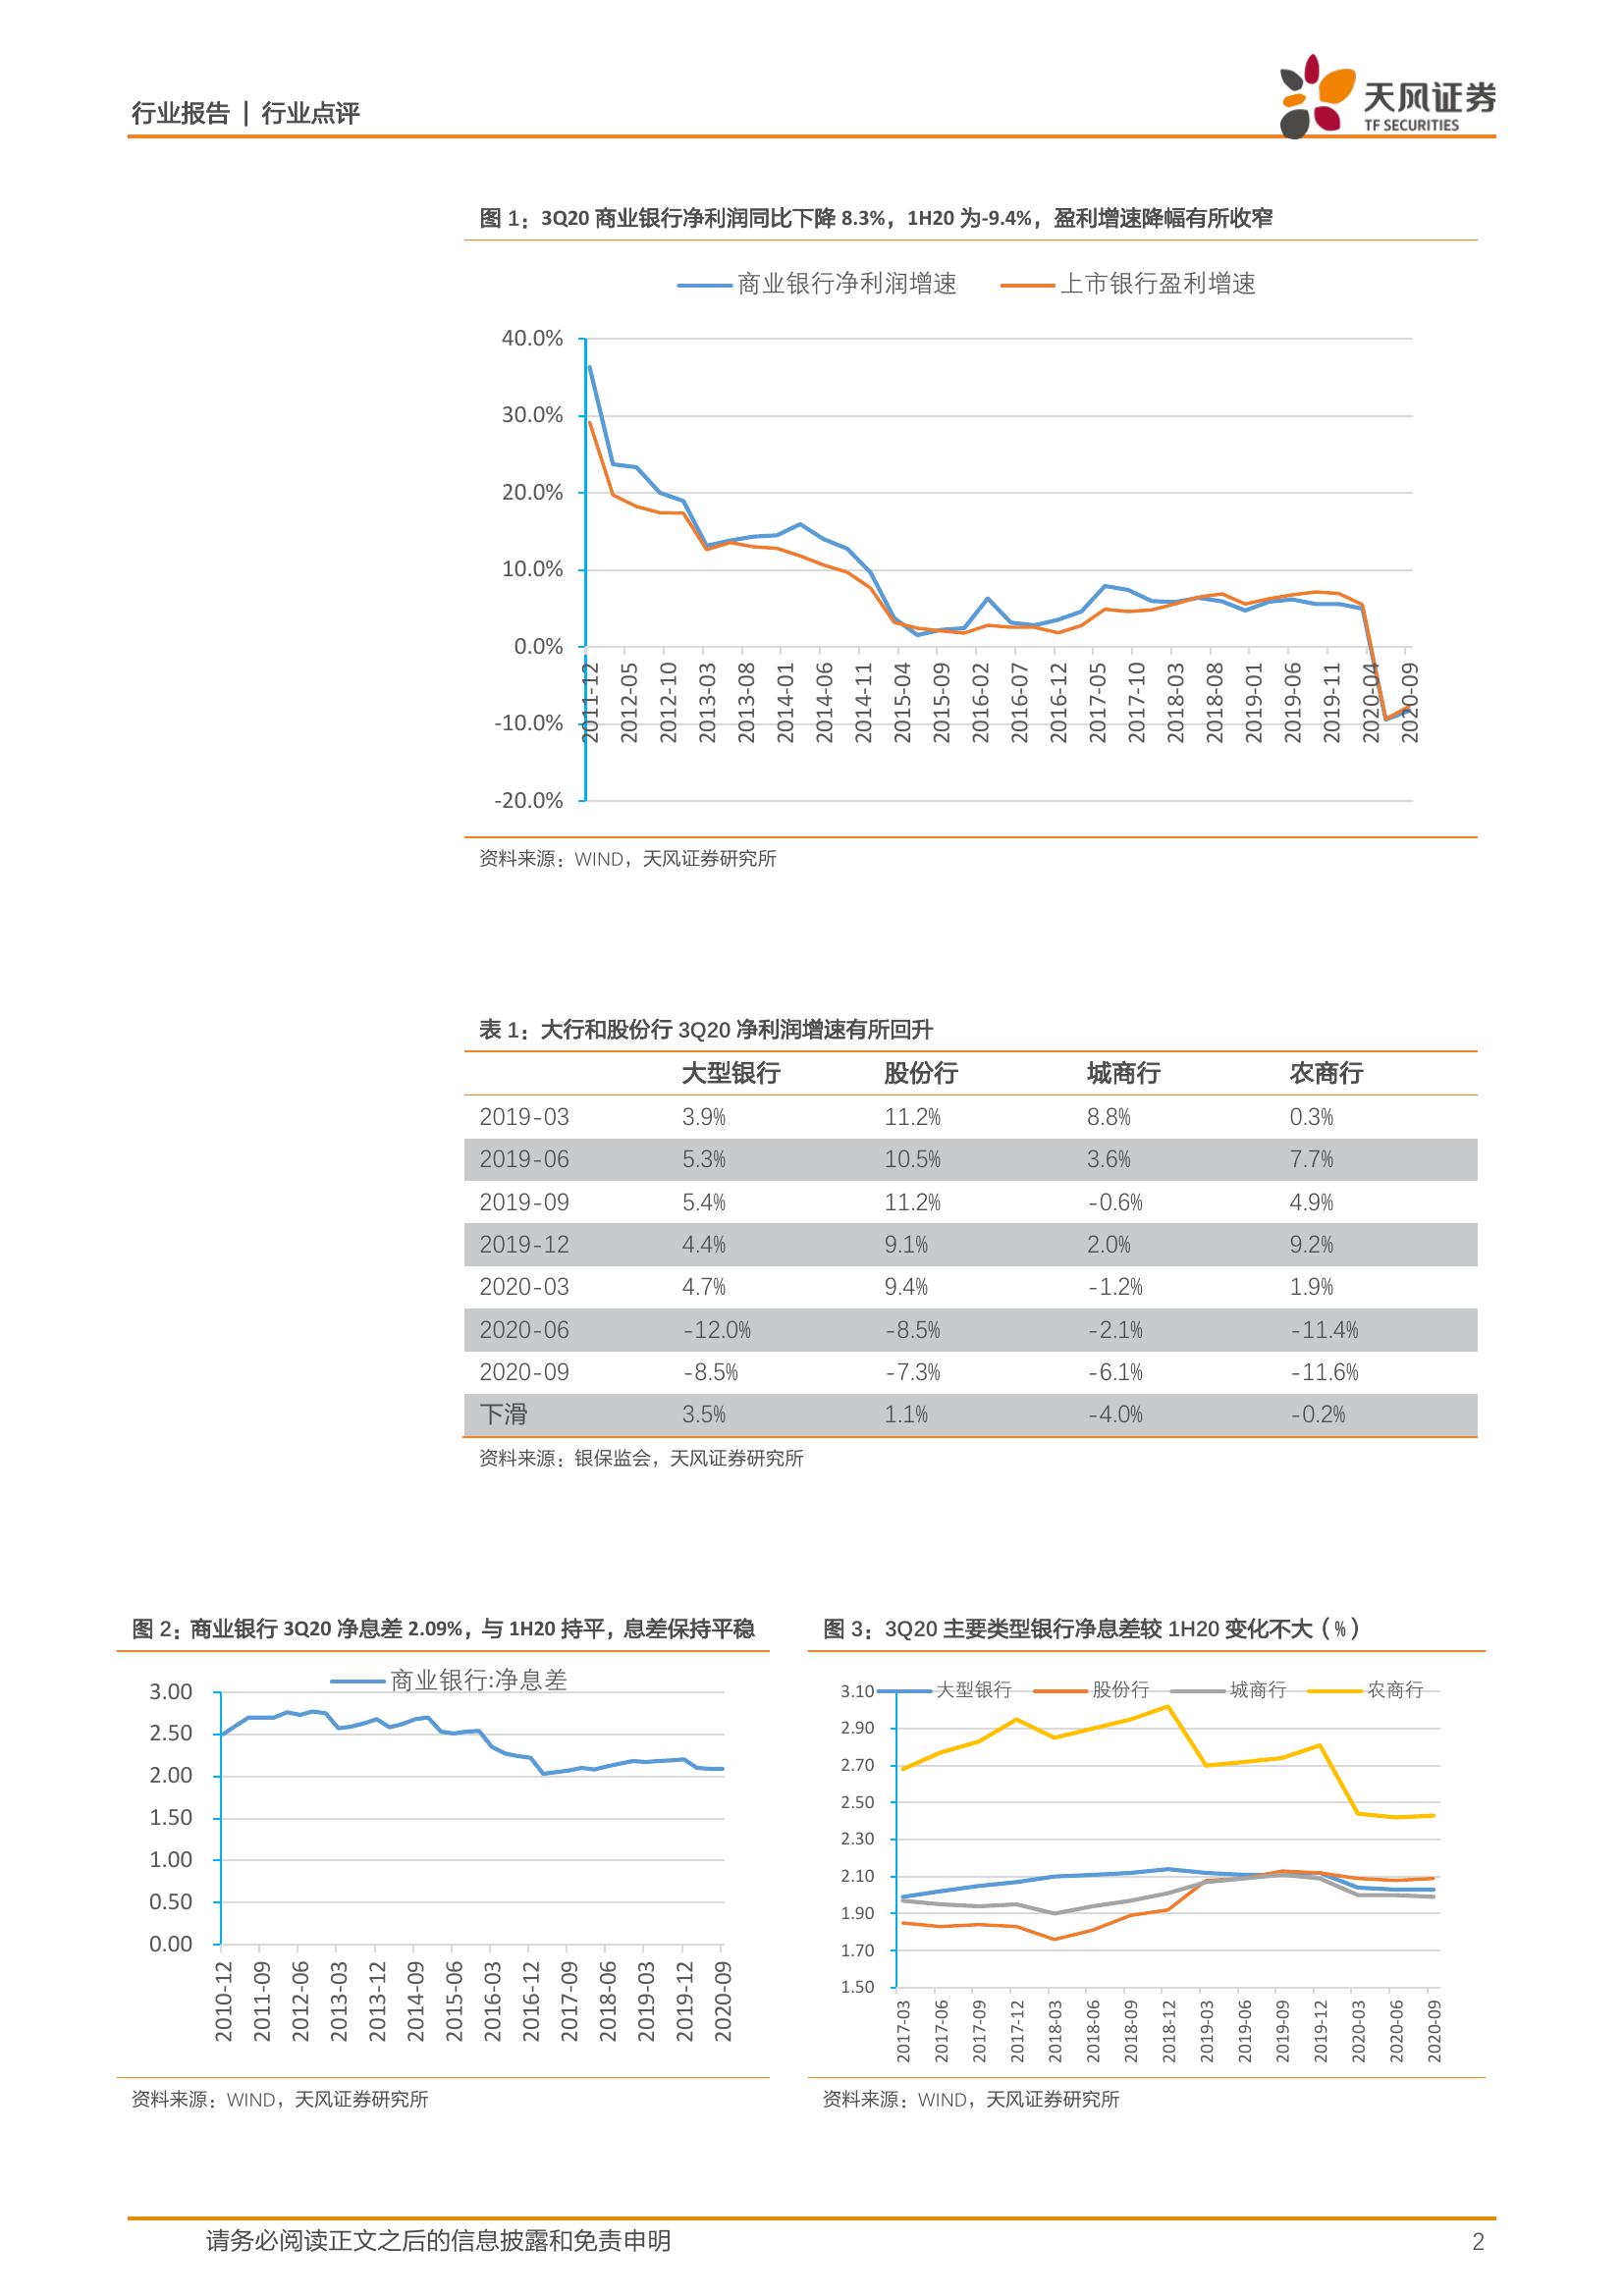 行业报告 | 行业点评
天风证券
TF SECURITIES
图 1：3Q20 商业银行净利润同比下降 8.3%，1H20 为-9.4%，盈利增速降幅有所收窄
商业银行净利润增速 上市银行盈利增速
40.0%
30.0%
20.0%
10.0%
0.0%
-10.0%
-20.0%
2011-12 2012-05 2012-10 2013-03 2013-08 2014-01 2014-06 2014-11 2015-04 2015-09 2016-02 2016-07 2016-12 2017-05 2017-10 2018-03 2018-08 2019-01 2019-06 2019-11 2020-04 2020-09
资料来源：WIND，天风证券研究所
表 1：大行和股份行 3Q20 净利润增速有所回升
大型银行 股份行 城商行 农商行
2019-03 3.9% 11.2% 8.8% 0.3%
2019-06 5.3% 10.5% 3.6% 7.7%
2019-09 5.4% 11.2% -0.6% 4.9%
2019-12 4.4% 9.1% 2.0% 9.2%
2020-03 4.7% 9.4% -1.2% 1.9%
2020-06 -12.0% -8.5% -2.1% -11.4%
2020-09 -8.5% -7.3% -6.1% -11.6%
下滑 3.5% 1.1% -4.0% -0.2%
资料来源：银保监会，天风证券研究所
图 2：商业银行 3Q20 净息差 2.09%，与 1H20 持平，息差保持平稳
商业银行:净息差
3.00
2.50
2.00
1.50
1.00
0.50
0.00
2010-12 2011-09 2012-06 2013-03 2013-12 2014-09 2015-06 2016-03 2016-12 2017-09 2018-06 2019-03 2019-12 2020-09
资料来源：WIND，天风证券研究所
图 3：3Q20 主要类型银行净息差较 1H20 变化不大（%）
大型银行 股份行 城商行 农商行
3.10
2.90
2.70
2.50
2.30
2.10
1.90
1.70
1.50
2017-03 2017-06 2017-09 2017-12 2018-03 2018-06 2018-09 2018-12 2019-03 2019-06 2019-09 2019-12 2020-03 2020-06 2020-09
资料来源：WIND，天风证券研究所
请务必阅读正文之后的信息披露和免责申明 2